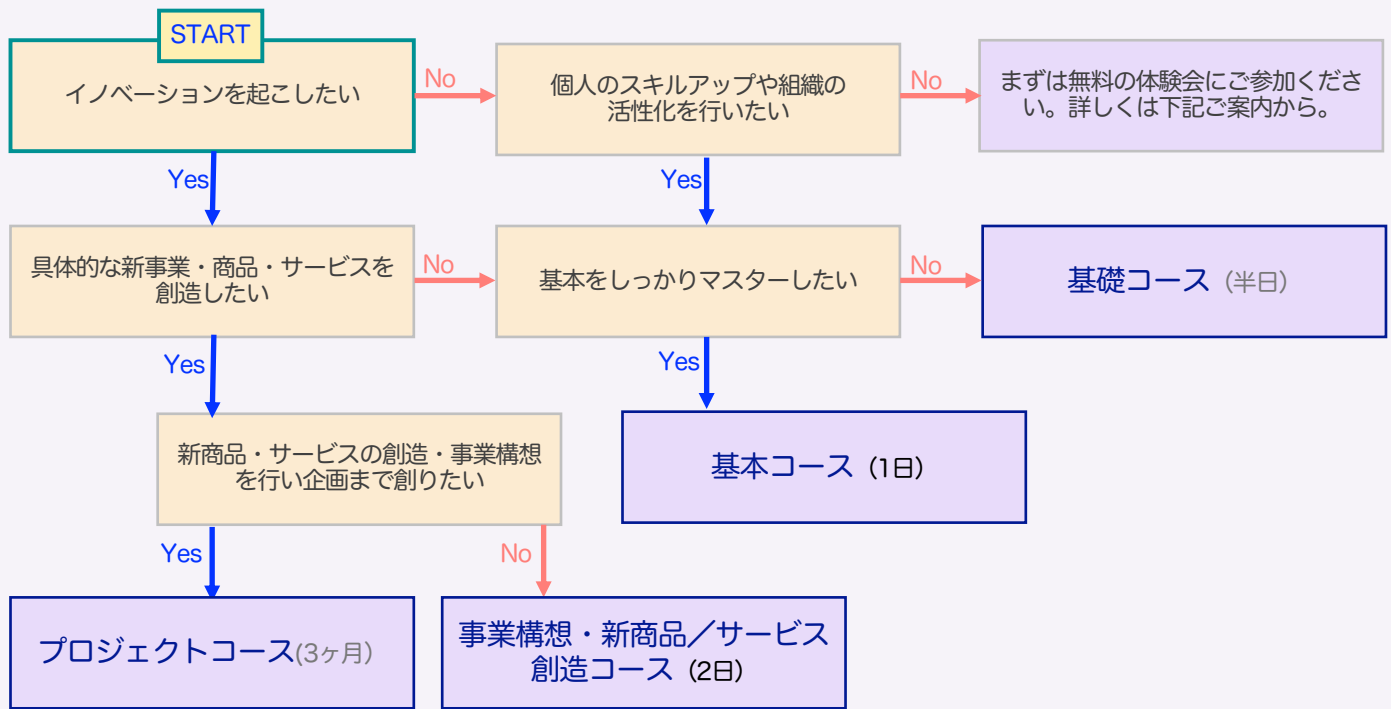 START
イノベーションを起こしたい
No
個人のスキルアップや組織の
活性化を行いたい
No
まずは無料の体験会にご参加くださ
い。詳しくは下記ご案内から。
Yes
Yes
具体的な新事業・商品・サービスを
創造したい
No
基本をしっかりマスターしたい
No
基礎コース（半日）
Yes
Yes
新商品・サービスの創造・事業構想
を行い企画まで創りたい
基本コース（1日）
Yes
No
プロジェクトコース(3ヶ月）
事業構想・新商品／サービス
創造コース（2日）